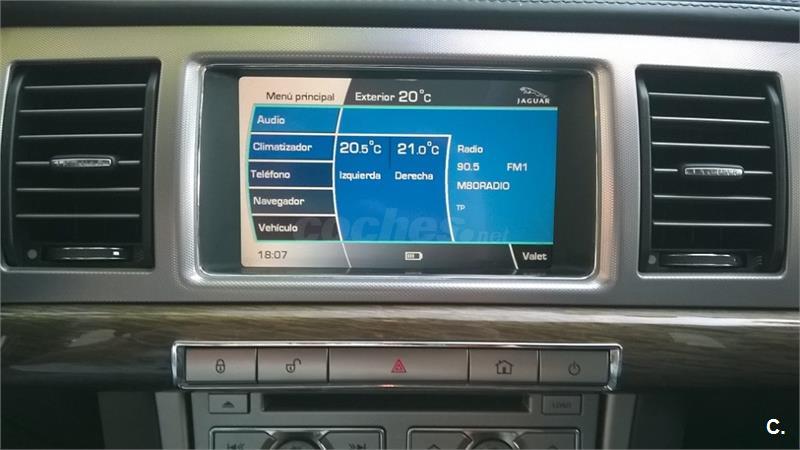 Menú principal
Exterior 20°C
JAGUAR
Audio
Climatizador
20.5°C
21.0°C
Radio
90.5 FM1
Teléfono
Izquierda
Derecha
M80RADIO
Navegador
TP
Vehículo
coches.net
18:07
Valet
LOAD
C.